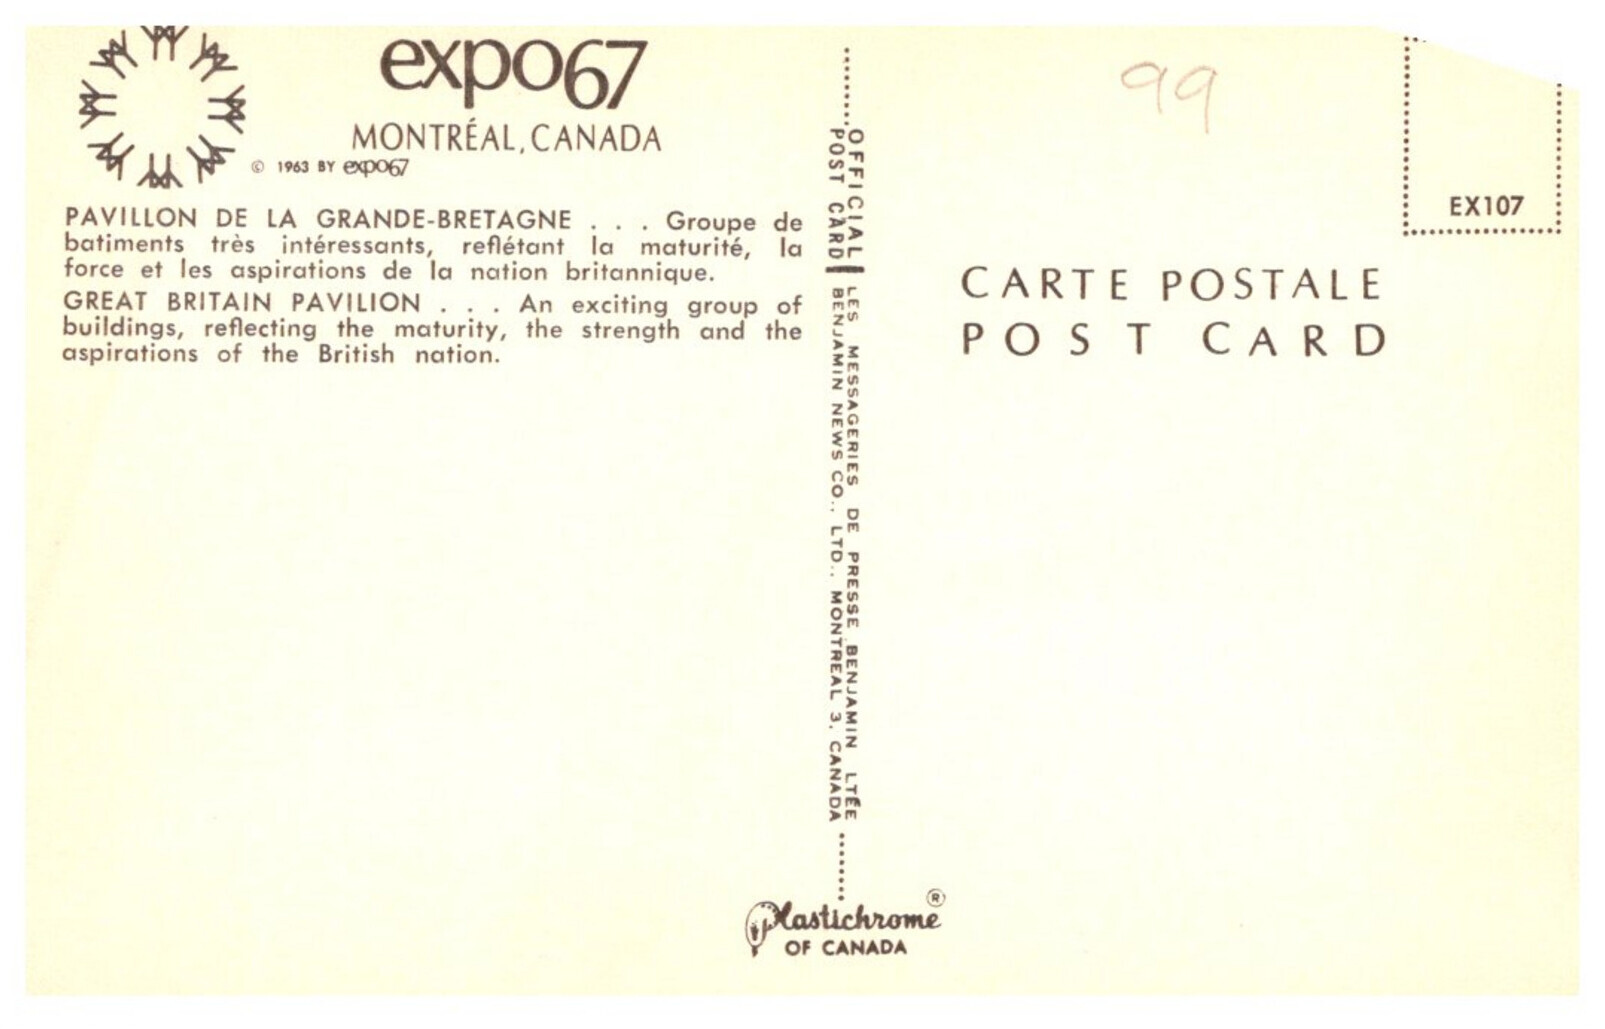 expo67
MONTRÉAL, CANADA
© 1963 BY expo67
PAVILLON DE LA GRANDE-BRETAGNE . . . Groupe de
batiments très intéressants, reflétant la maturité, la
force et les aspirations de la nation britannique.
GREAT BRITAIN PAVILION . . . An exciting group of
buildings, reflecting the maturity, the strength and the
aspirations of the British nation.
OFFICIAL LES MESSAGERIES DE PRESSE BENJAMIN LTÉE
POST CARD BENJAMIN NEWS CO., LTD., MONTREAL 3, CANADA
Plastichrome ®
OF CANADA
99
EX107
CARTE POSTALE
POST CARD